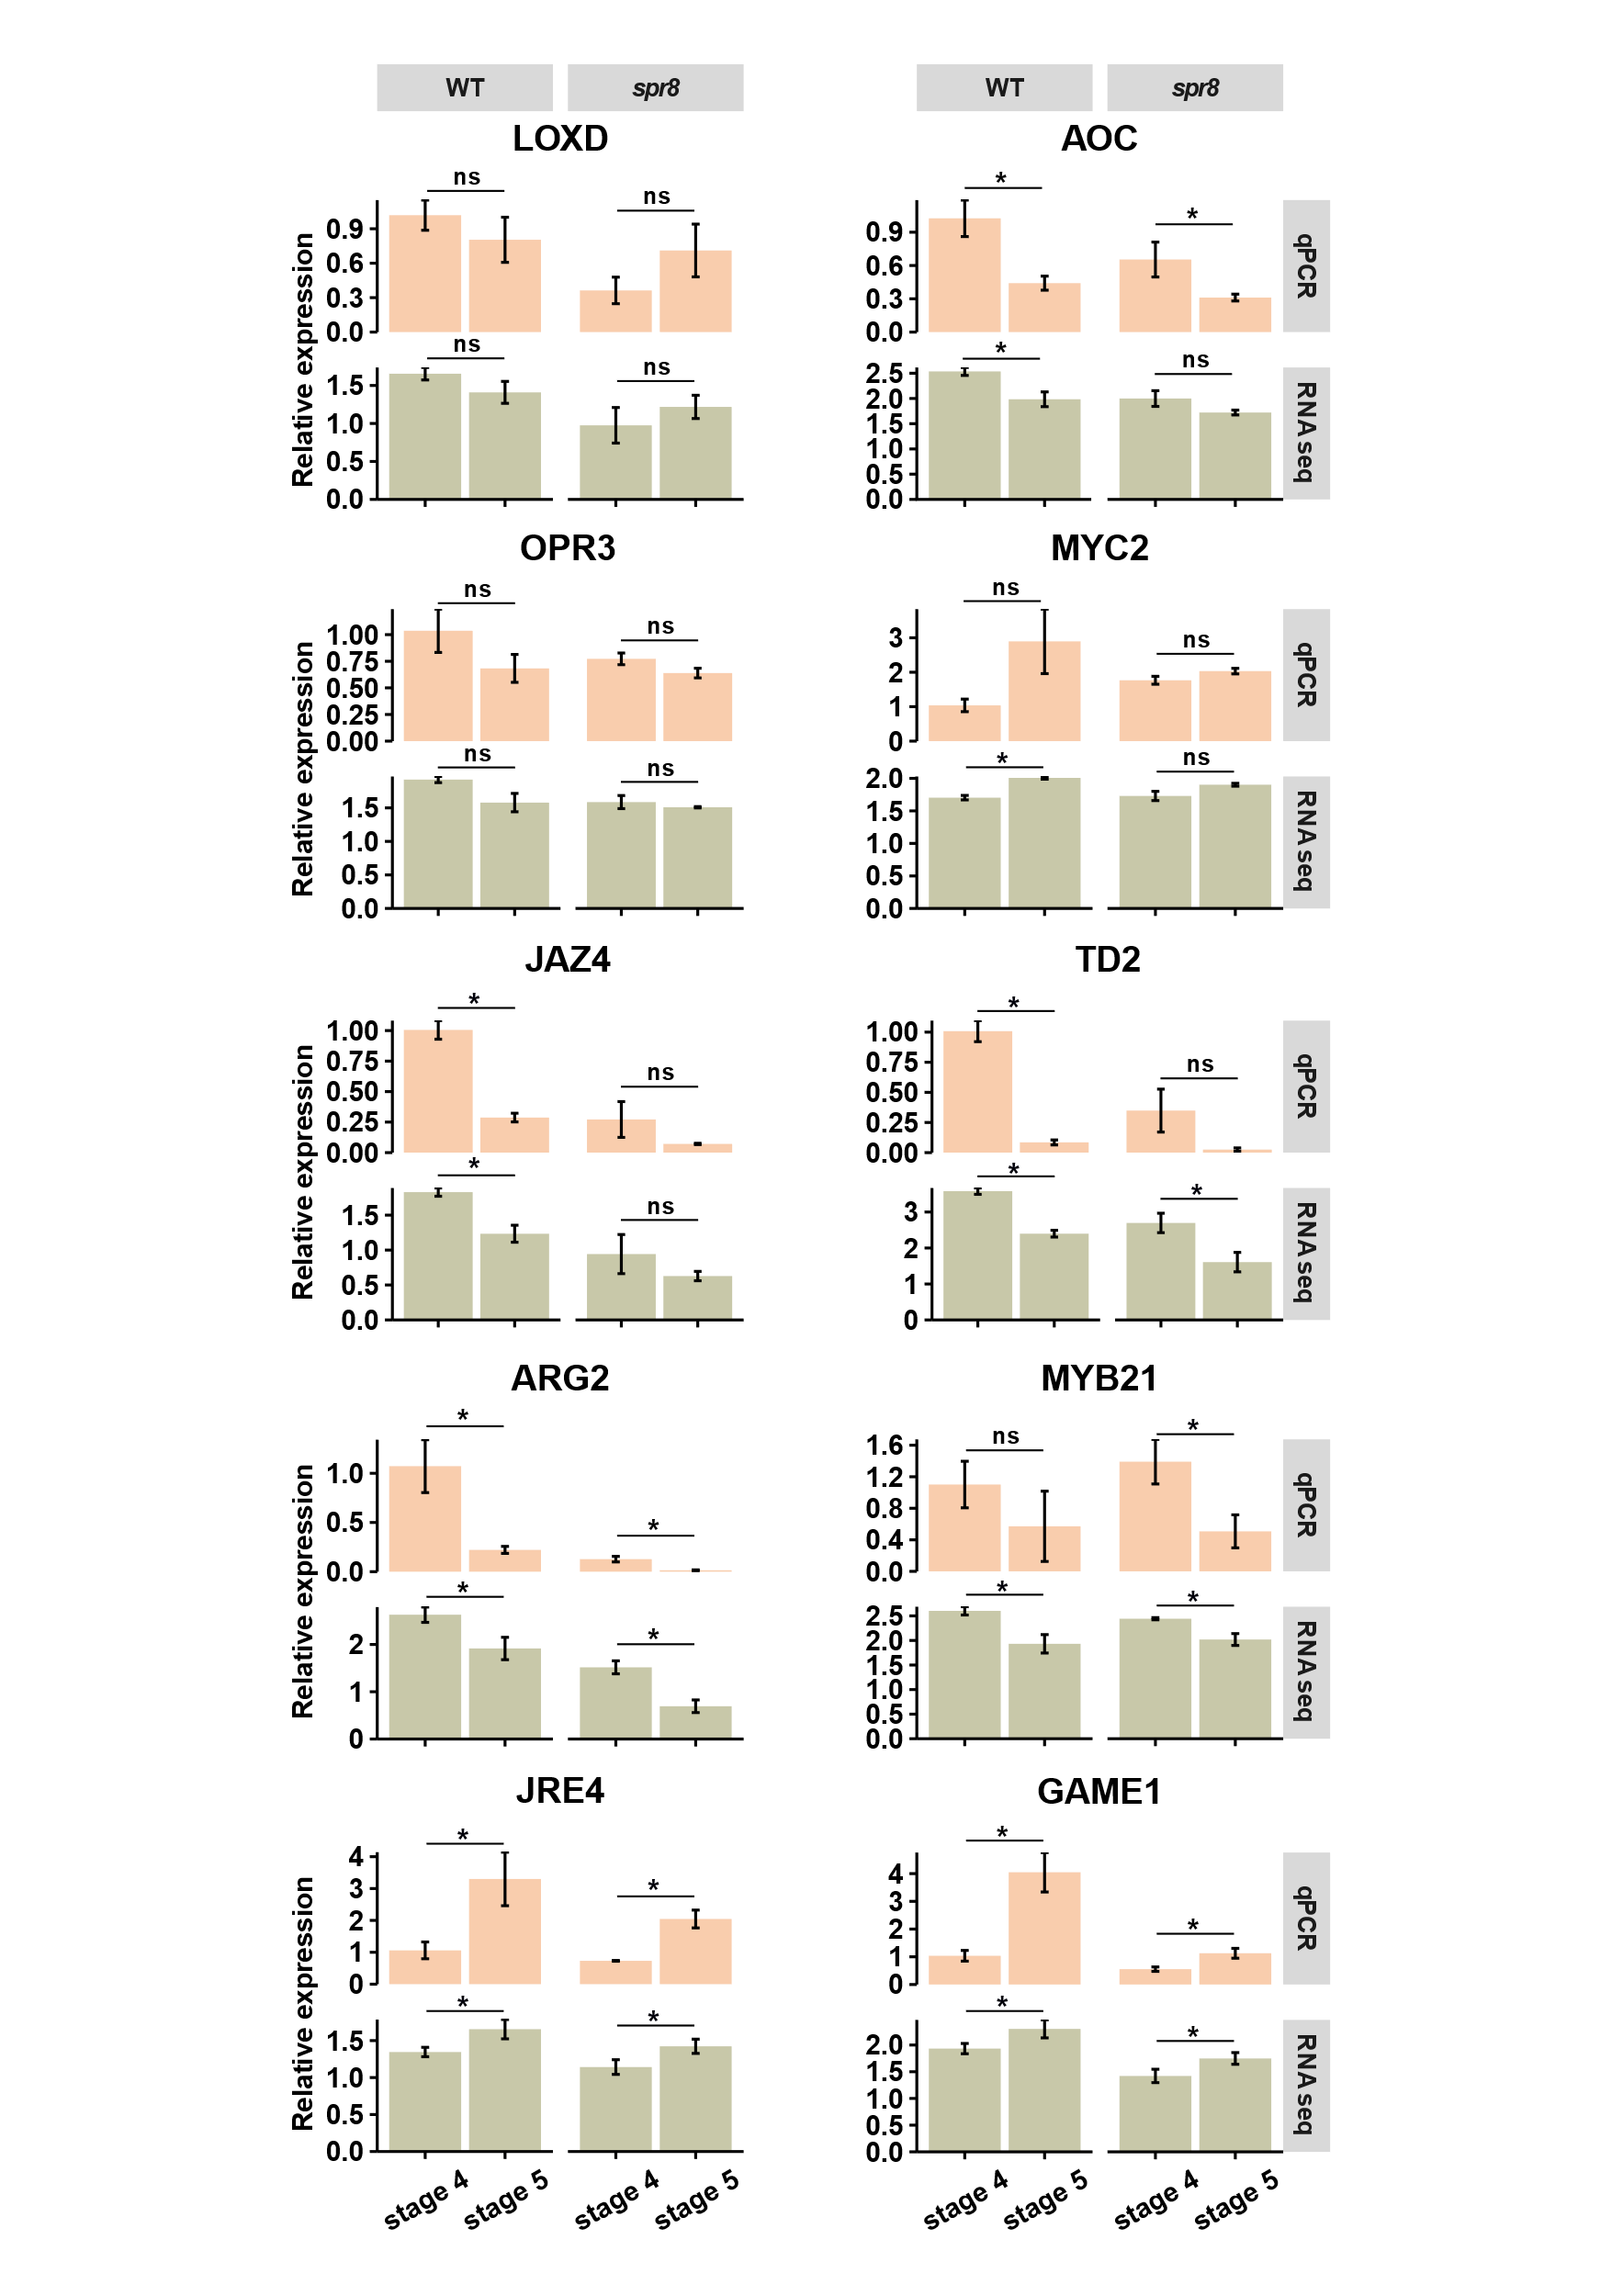 WT spr8 WT spr8
LOXD AOC
ns ns * *
Relative expression
0.9 0.6 0.3 0.0
0.9 0.6 0.3 0.0
qPCR
ns ns * ns
1.5 1.0 0.5 0.0
2.5 2.0 1.5 1.0 0.5 0.0
RNA seq
OPR3 MYC2
ns ns ns ns
Relative expression
1.00 0.75 0.50 0.25 0.00
3 2 1 0
qPCR
ns ns * ns
1.5 1.0 0.5 0.0
2.0 1.5 1.0 0.5 0.0
RNA seq
JAZ4 TD2
* ns * ns
Relative expression
1.00 0.75 0.50 0.25 0.00
1.00 0.75 0.50 0.25 0.00
qPCR
* ns * *
1.5 1.0 0.5 0.0
3 2 1 0
RNA seq
ARG2 MYB21
* * ns *
Relative expression
1.0 0.5 0.0
1.6 1.2 0.8 0.4 0.0
qPCR
* * * *
2 1 0
2.5 2.0 1.5 1.0 0.5 0.0
RNA seq
JRE4 GAME1
* * * *
Relative expression
4 3 2 1 0
4 3 2 1 0
qPCR
* * * *
1.5 1.0 0.5 0.0
2.0 1.5 1.0 0.5 0.0
RNA seq
stage 4 stage 5 stage 4 stage 5 stage 4 stage 5 stage 4 stage 5